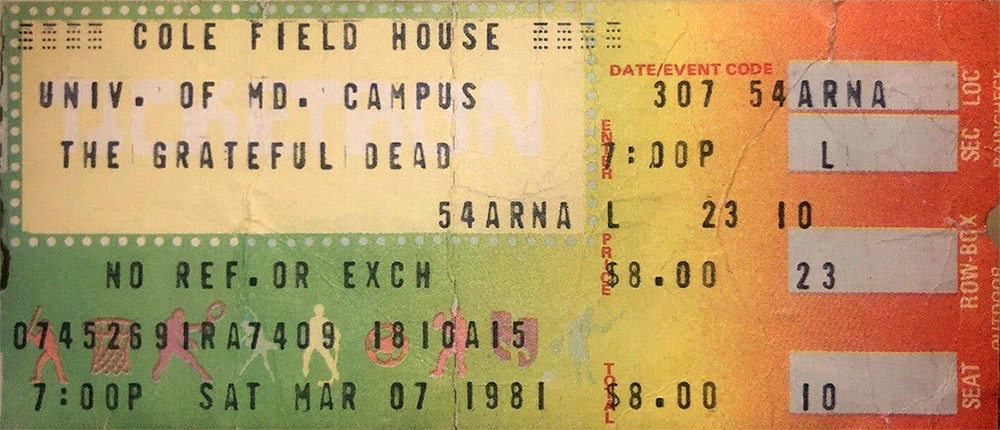 COLE FIELD HOUSE
UNIV. OF MD. CAMPUS
THE GRATEFUL DEAD
54ARNA L 23 10
NO REF. OR EXCH
07452691RA7409 1810A15
7:00P SAT MAR 07 1981
DATE/EVENT CODE
307 54ARNA
ENTER
7:00P L
PRICE
$8.00 23
TOTAL
$8.00 10
LOC
SEC
ROW-BOX
SEAT